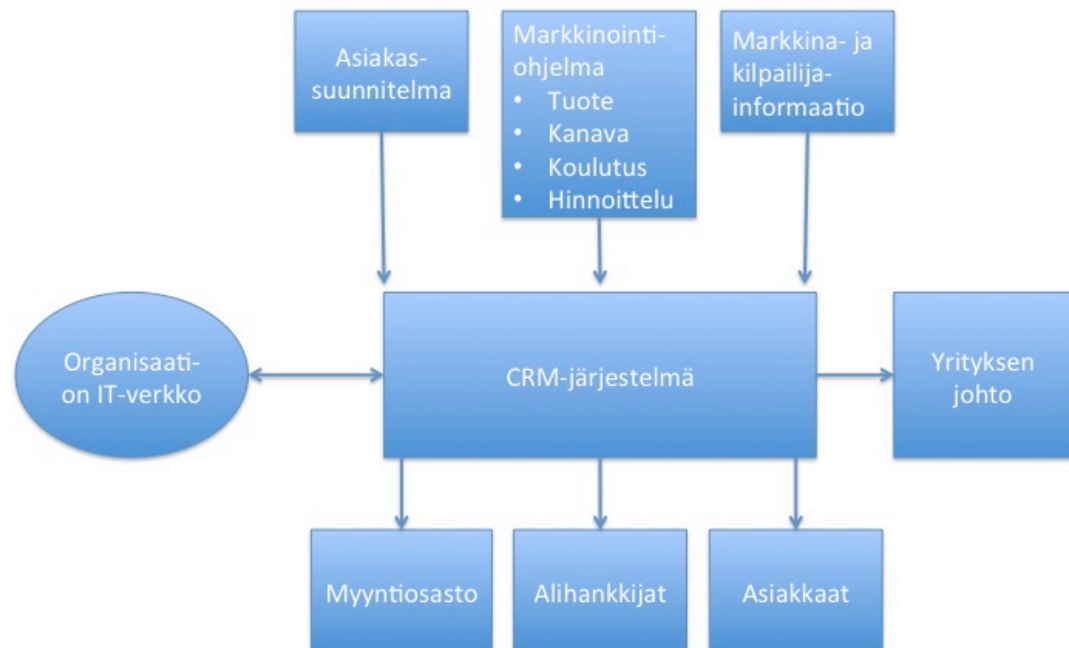 Asiakas-
suunnitelma
Markkinointi-
ohjelma
• Tuote
• Kanava
• Koulutus
• Hinnoittelu
Markkina- ja
kilpailija-
informaatio
Organisaati-
on IT-verkko
CRM-järjestelmä
Yrityksen
johto
Myyntiosasto
Alihankkijat
Asiakkaat